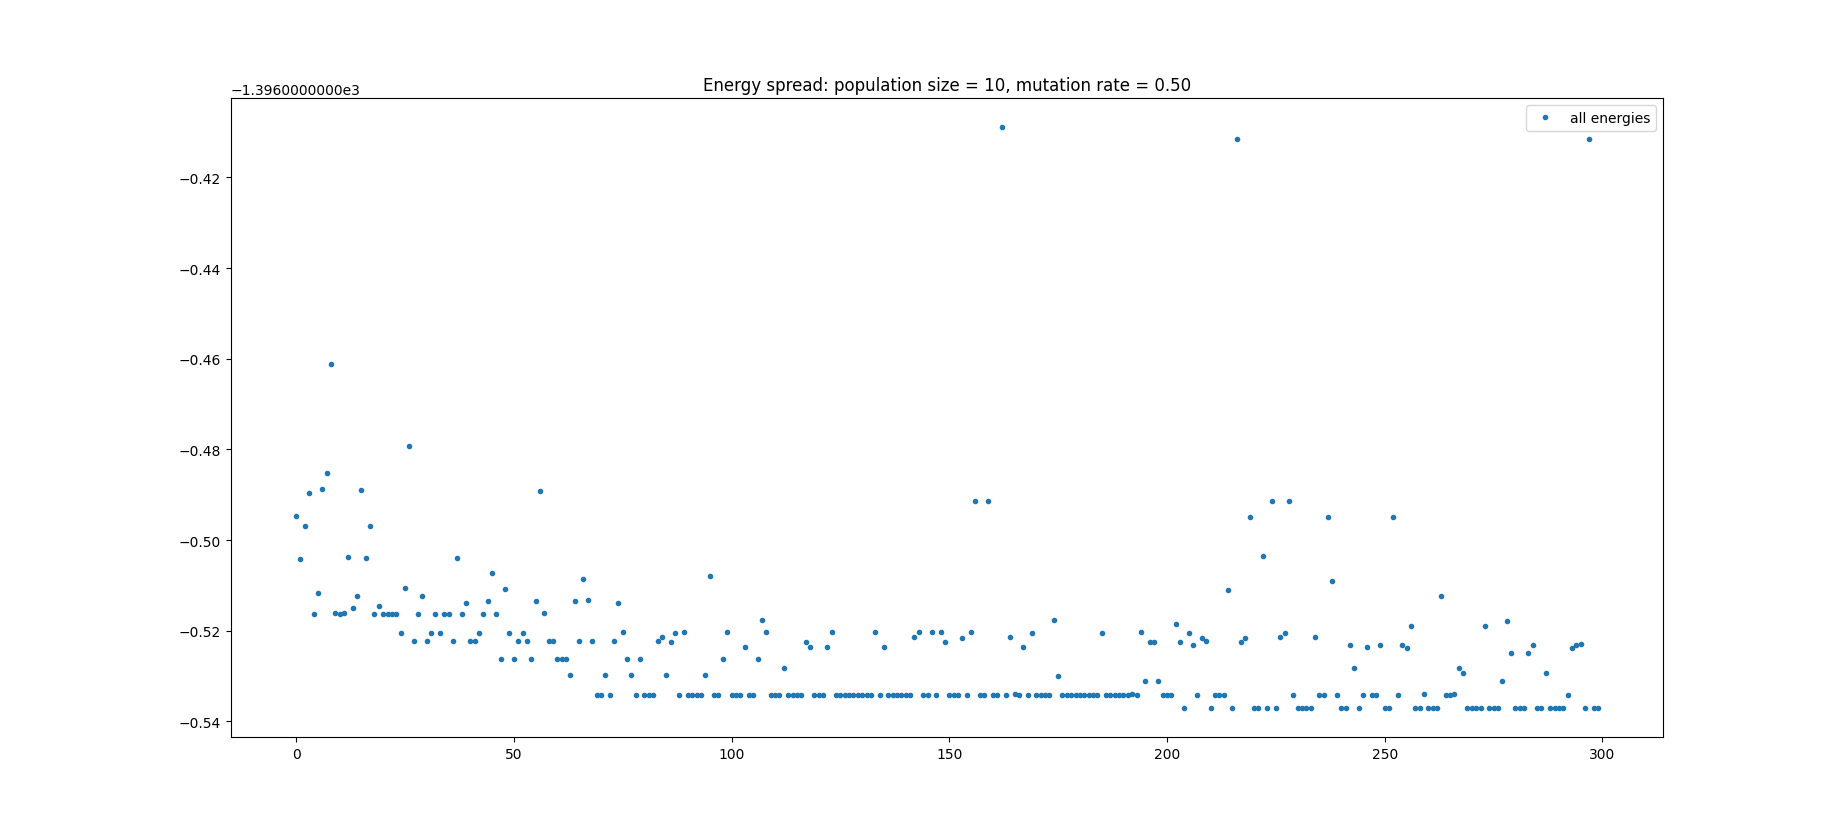 Energy spread: population size = 10, mutation rate = 0.50
−1.3960000000e3
all energies
−0.42
−0.44
−0.46
−0.48
−0.50
−0.52
−0.54
0 50 100 150 200 250 300